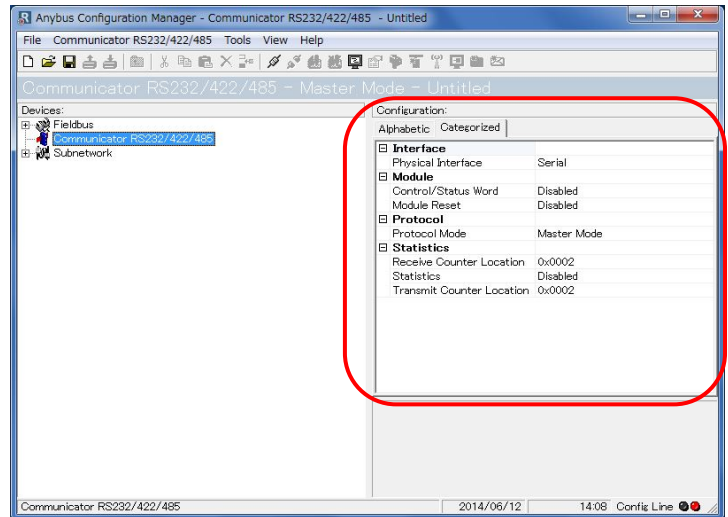 Anybus Configuration Manager - Communicator RS232/422/485 - Untitled
File Communicator RS232/422/485 Tools View Help
Communicator RS232/422/485 - Master Mode - Untitled
Devices:
Fieldbus
Communicator RS232/422/485
Subnetwork
Configuration:
Alphabetic Categorized
Interface
Physical Interface Serial
Module
Control/Status Word Disabled
Module Reset Disabled
Protocol
Protocol Mode Master Mode
Statistics
Receive Counter Location 0x0002
Statistics Disabled
Transmit Counter Location 0x0002
Communicator RS232/422/485 2014/06/12 14:08 Config Line